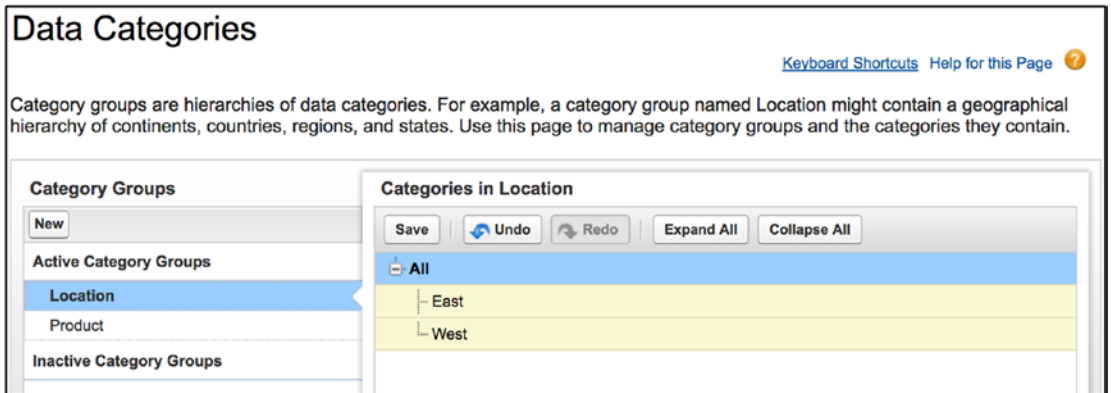 Data Categories
Keyboard Shortcuts Help for this Page ?
Category groups are hierarchies of data categories. For example, a category group named Location might contain a geographical
hierarchy of continents, countries, regions, and states. Use this page to manage category groups and the categories they contain.
Category Groups
New
Active Category Groups
Location
Product
Inactive Category Groups
Categories in Location
Save Undo Redo Expand All Collapse All
All
East
West